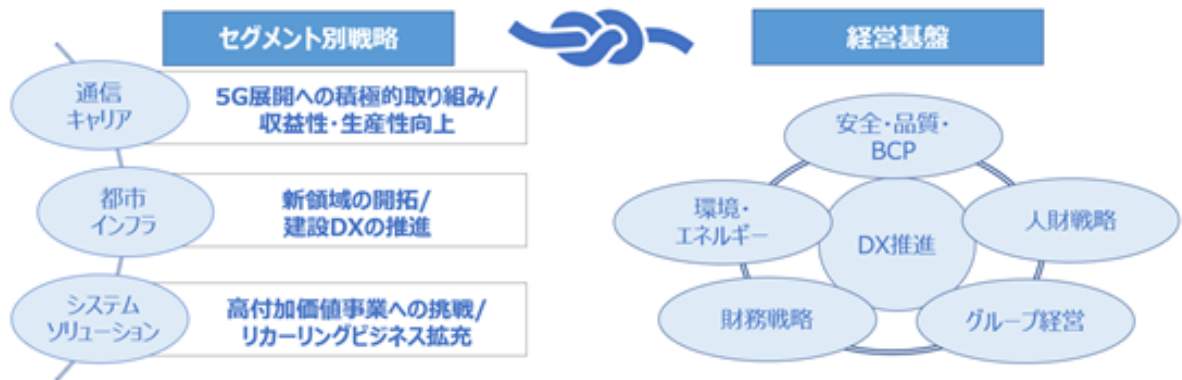 セグメント別戦略
通信
キャリア
5G展開への積極的取り組み/
収益性・生産性向上
都市
インフラ
新領域の開拓/
建設DXの推進
システム
ソリューション
高付加価値事業への挑戦/
リカーリングビジネス拡充
経営基盤
安全・品質・
BCP
環境・
エネルギー
人財戦略
DX推進
財務戦略
グループ経営